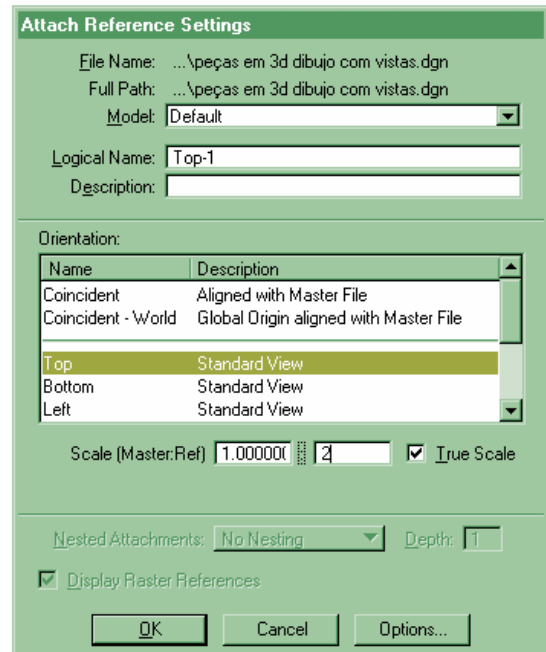 Attach Reference Settings
File Name: ...\peças em 3d dibujo com vistas.dgn
Full Path: ...\peças em 3d dibujo com vistas.dgn
Model: Default
Logical Name: Top-1
Description:
Orientation:
Name Description
Coincident Aligned with Master File
Coincident - World Global Origin aligned with Master File
Top Standard View
Bottom Standard View
Left Standard View
Scale (Master:Ref) 1.00000( : 2 True Scale
Nested Attachments: No Nesting Depth: 1
Display Raster References
OK Cancel Options...